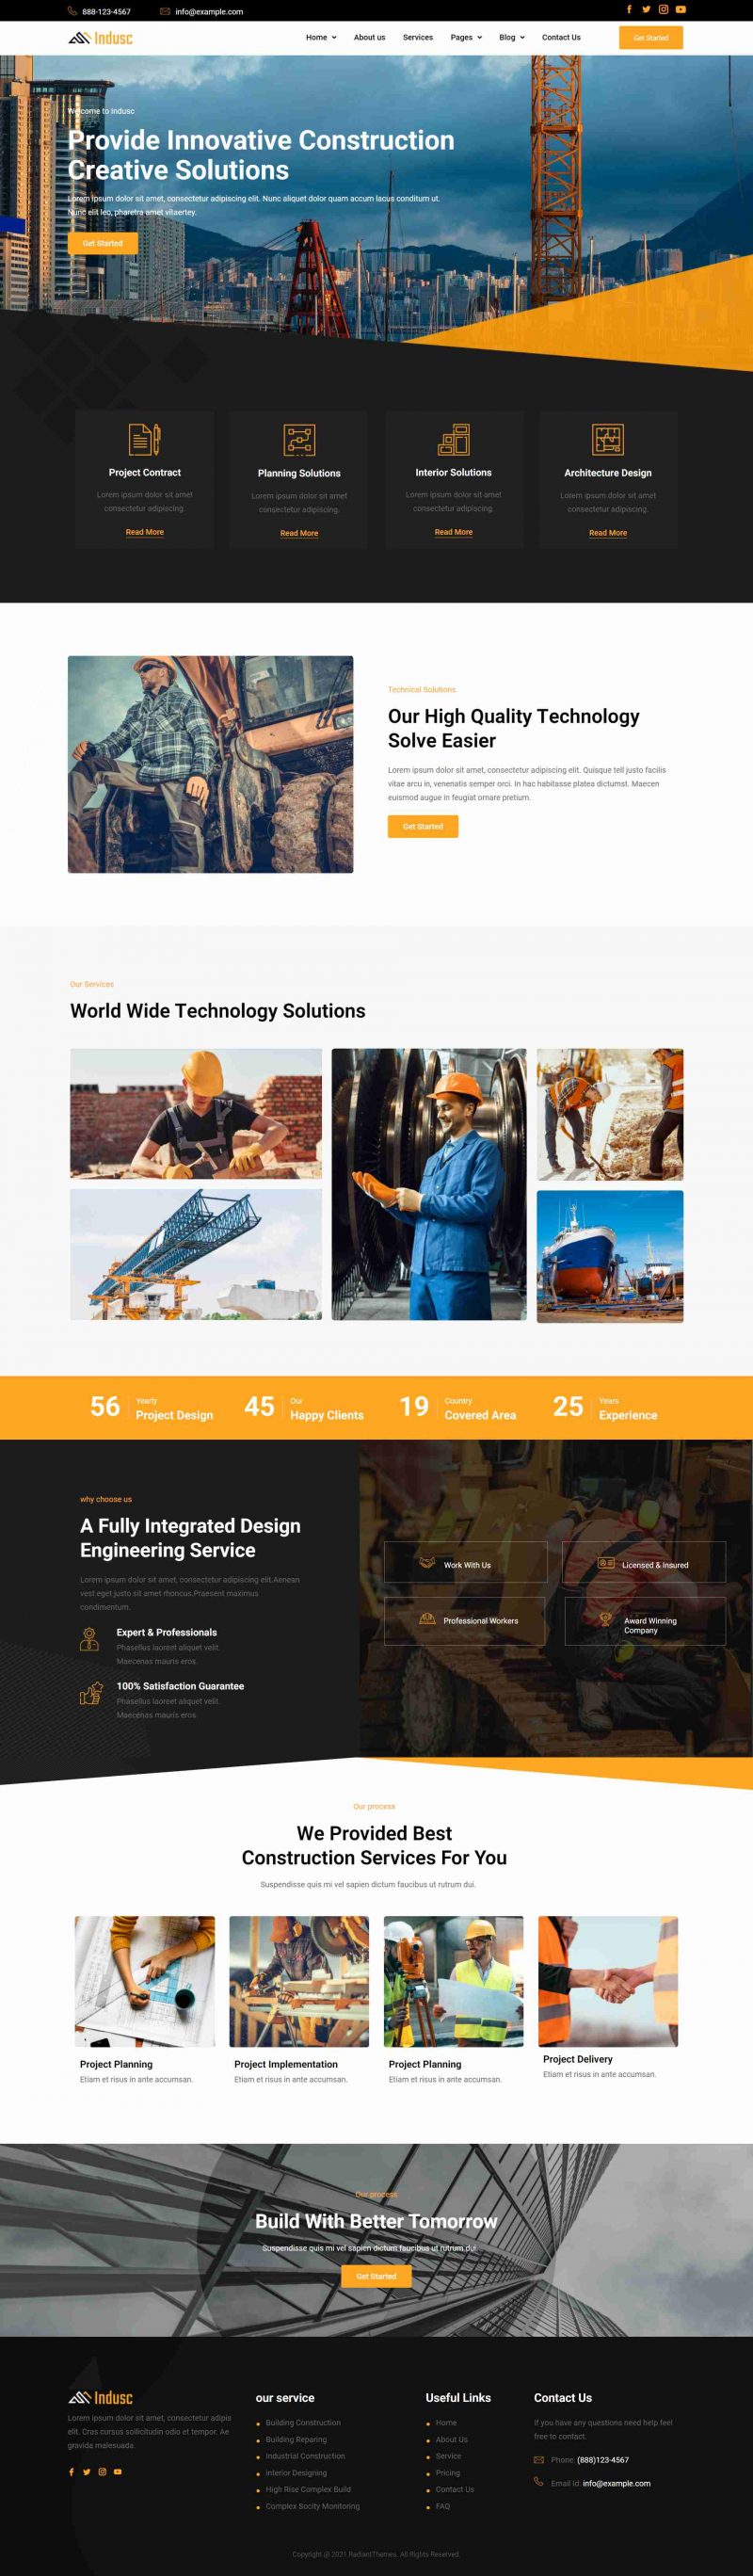 888-123-4567
info@example.com
Indusc
Home
About us
Services
Pages
Blog
Contact Us
Get Started
Welcome to Indusc
Provide Innovative Construction
Creative Solutions
Lorem ipsum dolor sit amet, consectetur adipiscing elit. Nunc aliquet dolor quam accum lacus conditum ut.
Nunc elit leo, pharetra amet vitaertey.
Get Started
Project Contract
Lorem ipsum dolor sit amet
consectetur adipiscing.
Read More
Planning Solutions
Lorem ipsum dolor sit amet
consectetur adipiscing.
Read More
Interior Solutions
Lorem ipsum dolor sit amet
consectetur adipiscing.
Read More
Architecture Design
Lorem ipsum dolor sit amet
consectetur adipiscing.
Read More
Technical Solutions
Our High Quality Technology
Solve Easier
Lorem ipsum dolor sit amet, consectetur adipiscing elit. Quisque tell justo facilis
vitae arcu in, venenatis semper orci. In hac habitasse platea dictumst. Maecen
euismod augue in feugiat ornare pretium.
Get Started
Our Services
World Wide Technology Solutions
56
Yearly
Project Design
45
Our
Happy Clients
19
Country
Covered Area
25
Years
Experience
why choose us
A Fully Integrated Design
Engineering Service
Lorem ipsum dolor sit amet, consectetur adipiscing elit.Aenean
vest eget justo sit amet rhoncus.Praesent maximus
condimentum.
Expert & Professionals
Phasellus laoreet aliquet velit.
Maecenas mauris eros.
100% Satisfaction Guarantee
Phasellus laoreet aliquet velit.
Maecenas mauris eros
Work With Us
Licensed & Insured
Professional Workers
Award Winning
Company
Our process
We Provided Best
Construction Services For You
Suspendisse quis mi vel sapien dictum faucibus ut rutrum dui.
Project Planning
Etiam et risus in ante accumsan.
Project Implementation
Etiam et risus in ante accumsan.
Project Planning
Etiam et risus in ante accumsan.
Project Delivery
Etiam et risus in ante accumsan.
Our process
Build With Better Tomorrow
Suspendisse quis mi vel sapien dictum faucibus ut rutrum dui.
Get Started
Indusc
Lorem ipsum dolor sit amet, consectetur adipis
elit. Cras cursus sollicitudin odio et tempor. Ae
gravida malesuada.
our service
Building Construction
Building Reparing
Industrial Construction
Interior Designing
High Rise Complex Build
Complex Socity Monitoring
Useful Links
Home
About Us
Service
Pricing
Contact Us
FAQ
Contact Us
If you have any questions need help feel
free to contact.
Phone: (888)123-4567
Email Id: info@example.com
Copyright @ 2021 RadiantThemes. All Rights Reserved.